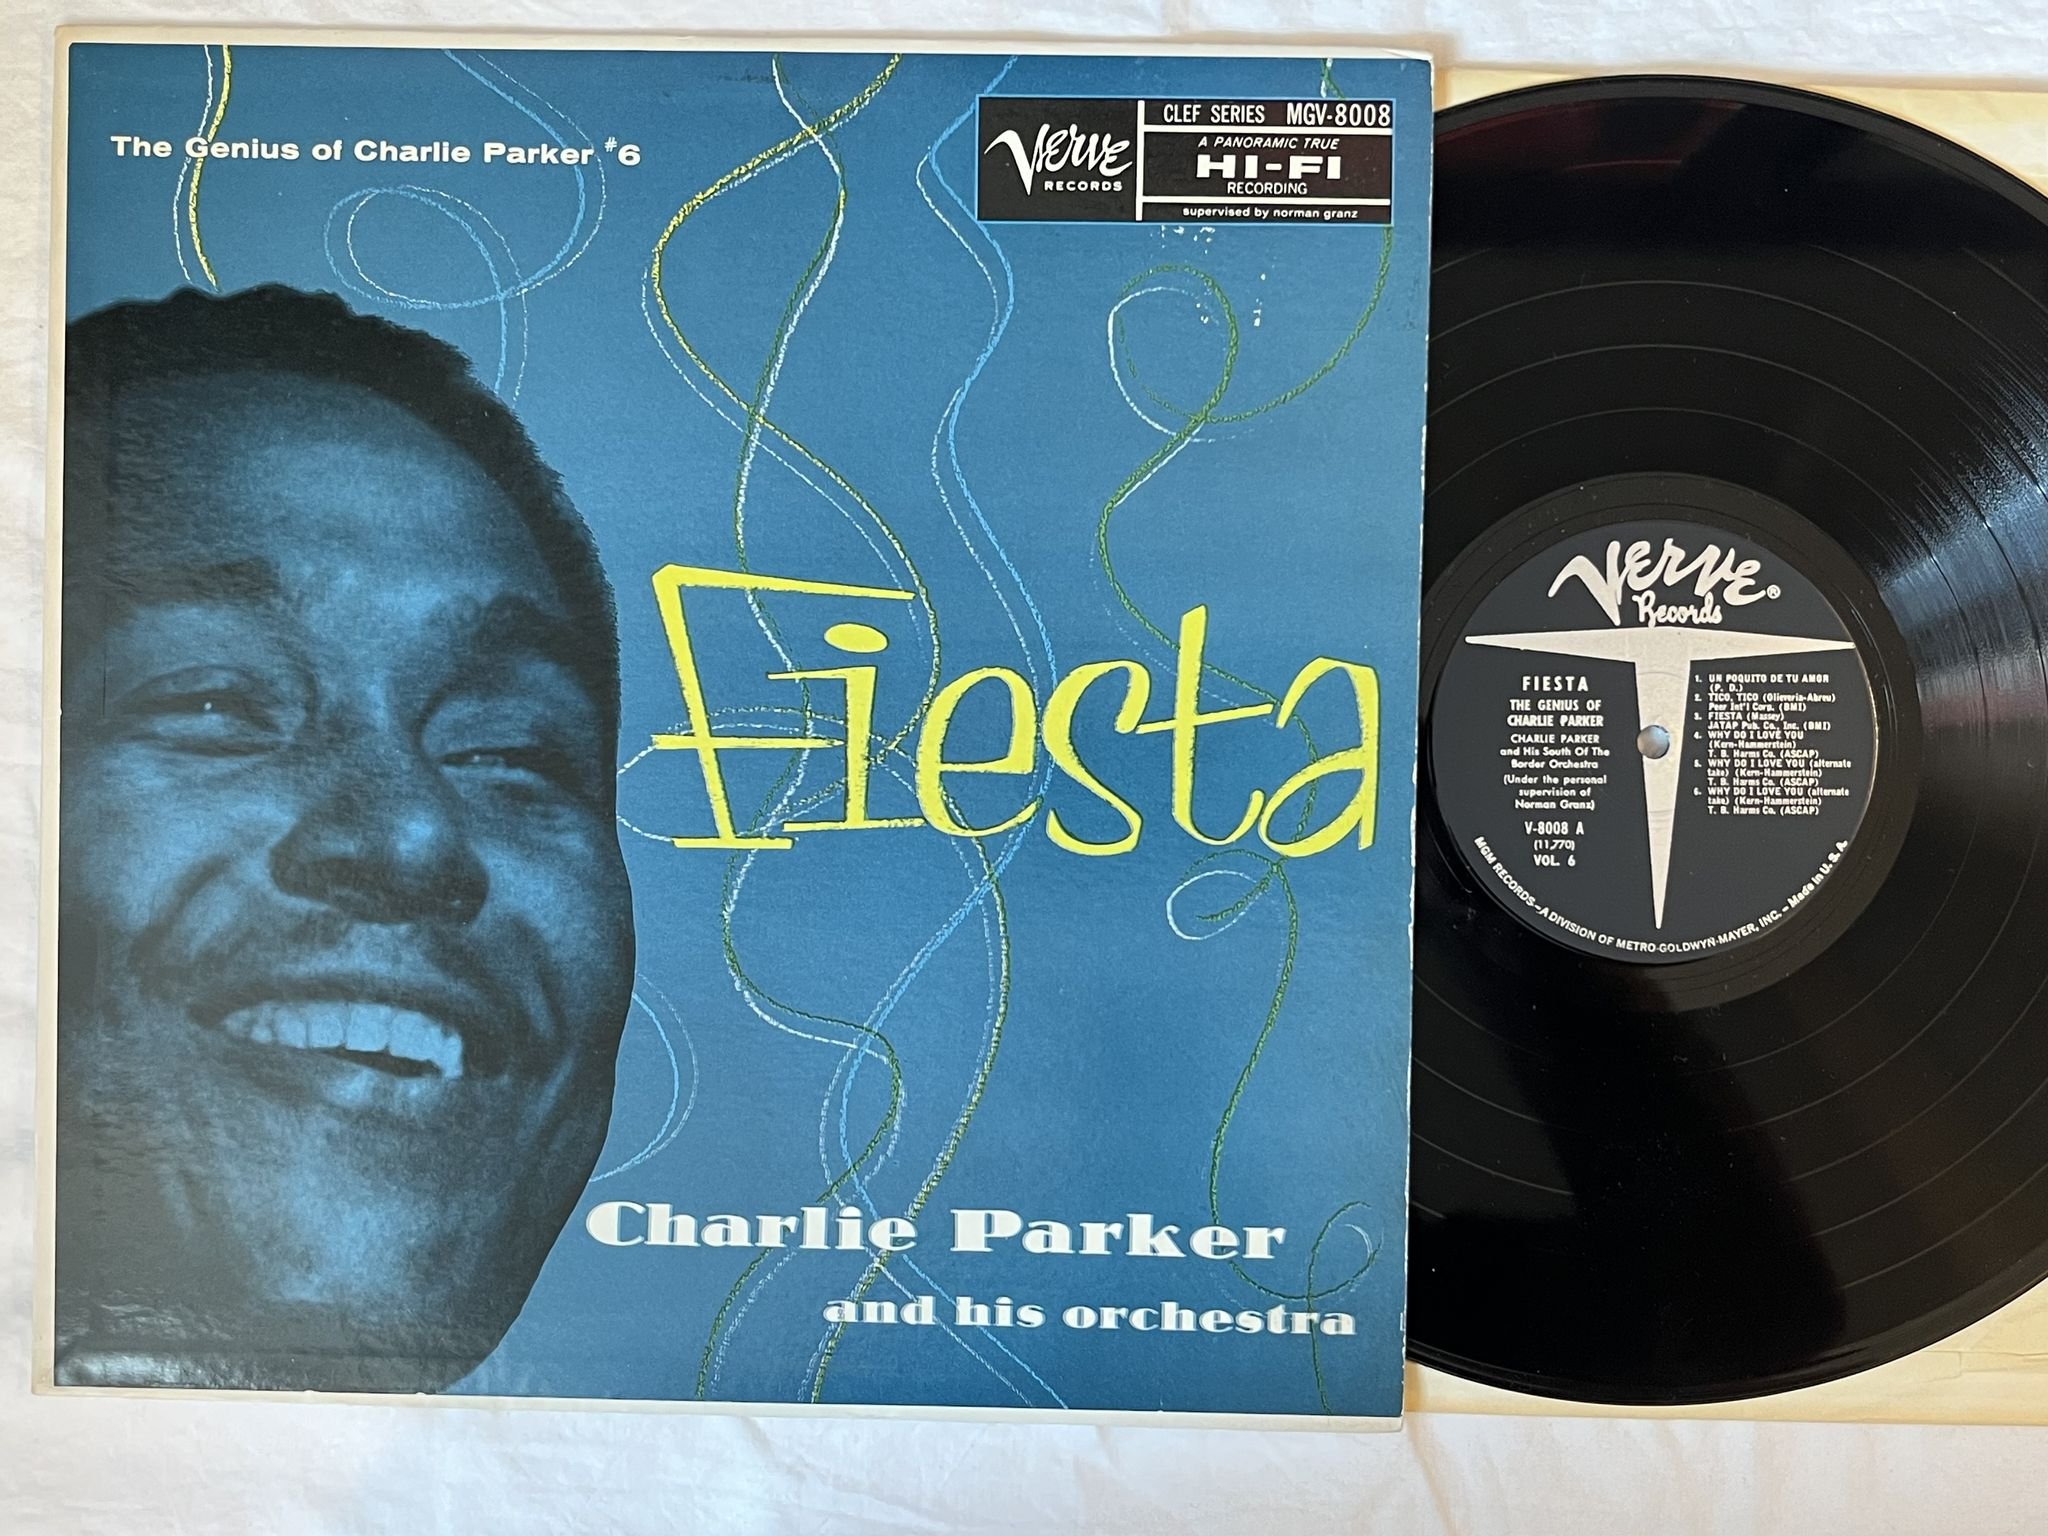 The Genius of Charlie Parker #6
VERVE
RECORDS
CLEF SERIES MGV-8008
A PANORAMIC TRUE
HI-FI
RECORDING
supervised by norman granz
Fiesta
Charlie Parker
and his orchestra
VERVE®
Records
FIESTA
THE GENIUS OF
CHARLIE PARKER
CHARLIE PARKER
and His South Of The
Border Orchestra
(Under the personal
supervision of
Norman Granz)
V-8008 A
(11,770)
VOL. 6
1. UN POQUITO DE TU AMOR
(P. D.)
2. TICO, TICO (Olieveria-Abreu)
Peer Int'l Corp. (BMI)
3. FIESTA (Massey)
JATAP Pub. Co., Inc. (BMI)
4. WHY DO I LOVE YOU
(Kern-Hammerstein)
T. B. Harms Co. (ASCAP)
5. WHY DO I LOVE YOU (alternate
take) (Kern-Hammerstein)
T. B. Harms Co. (ASCAP)
6. WHY DO I LOVE YOU (alternate
take) (Kern-Hammerstein)
T. B. Harms Co. (ASCAP)
MGM RECORDS—A DIVISION OF METRO-GOLDWYN-MAYER, INC. – Made in U. S. A.